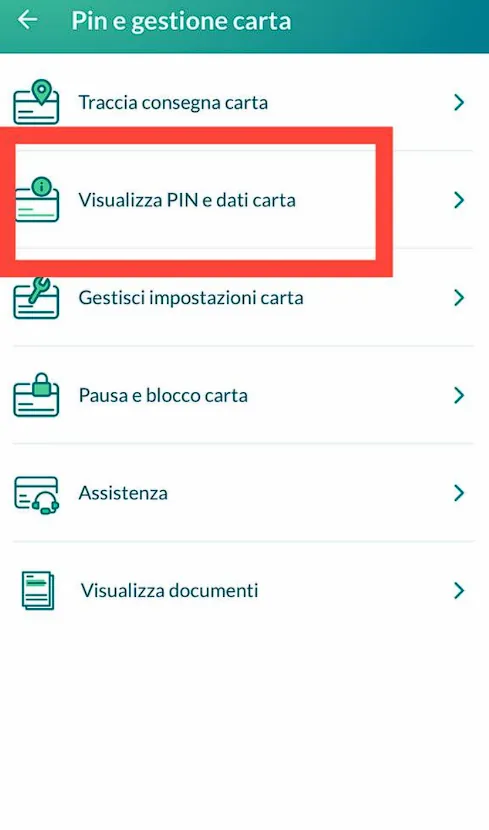 Pin e gestione carta
Traccia consegna carta
Visualizza PIN e dati carta
Gestisci impostazioni carta
Pausa e blocco carta
Assistenza
Visualizza documenti